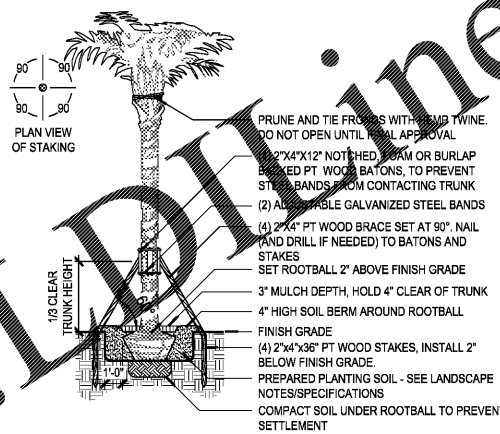 90
90
90
90
PLAN VIEW
OF STAKING
PRUNE AND TIE FRONDS WITH HEMP TWINE.
DO NOT OPEN UNTIL FINAL APPROVAL
2"X4"X12" NOTCHED, FOAM OR BURLAP
BACKED PT WOOD BATONS, TO PREVENT
STEEL BANDS FROM CONTACTING TRUNK
(2) ADJUSTABLE GALVANIZED STEEL BANDS
(4) 2"X4" PT WOOD BRACE SET AT 90°. NAIL
(AND DRILL IF NEEDED) TO BATONS AND
STAKES
SET ROOTBALL 2" ABOVE FINISH GRADE
3" MULCH DEPTH, HOLD 4" CLEAR OF TRUNK
4" HIGH SOIL BERM AROUND ROOTBALL
FINISH GRADE
(4) 2"x4"x36" PT WOOD STAKES, INSTALL 2"
BELOW FINISH GRADE.
PREPARED PLANTING SOIL - SEE LANDSCAPE
NOTES/SPECIFICATIONS
COMPACT SOIL UNDER ROOTBALL TO PREVENT
SETTLEMENT
1/3 CLEAR
TRUNK HEIGHT
1'-0"
DLine